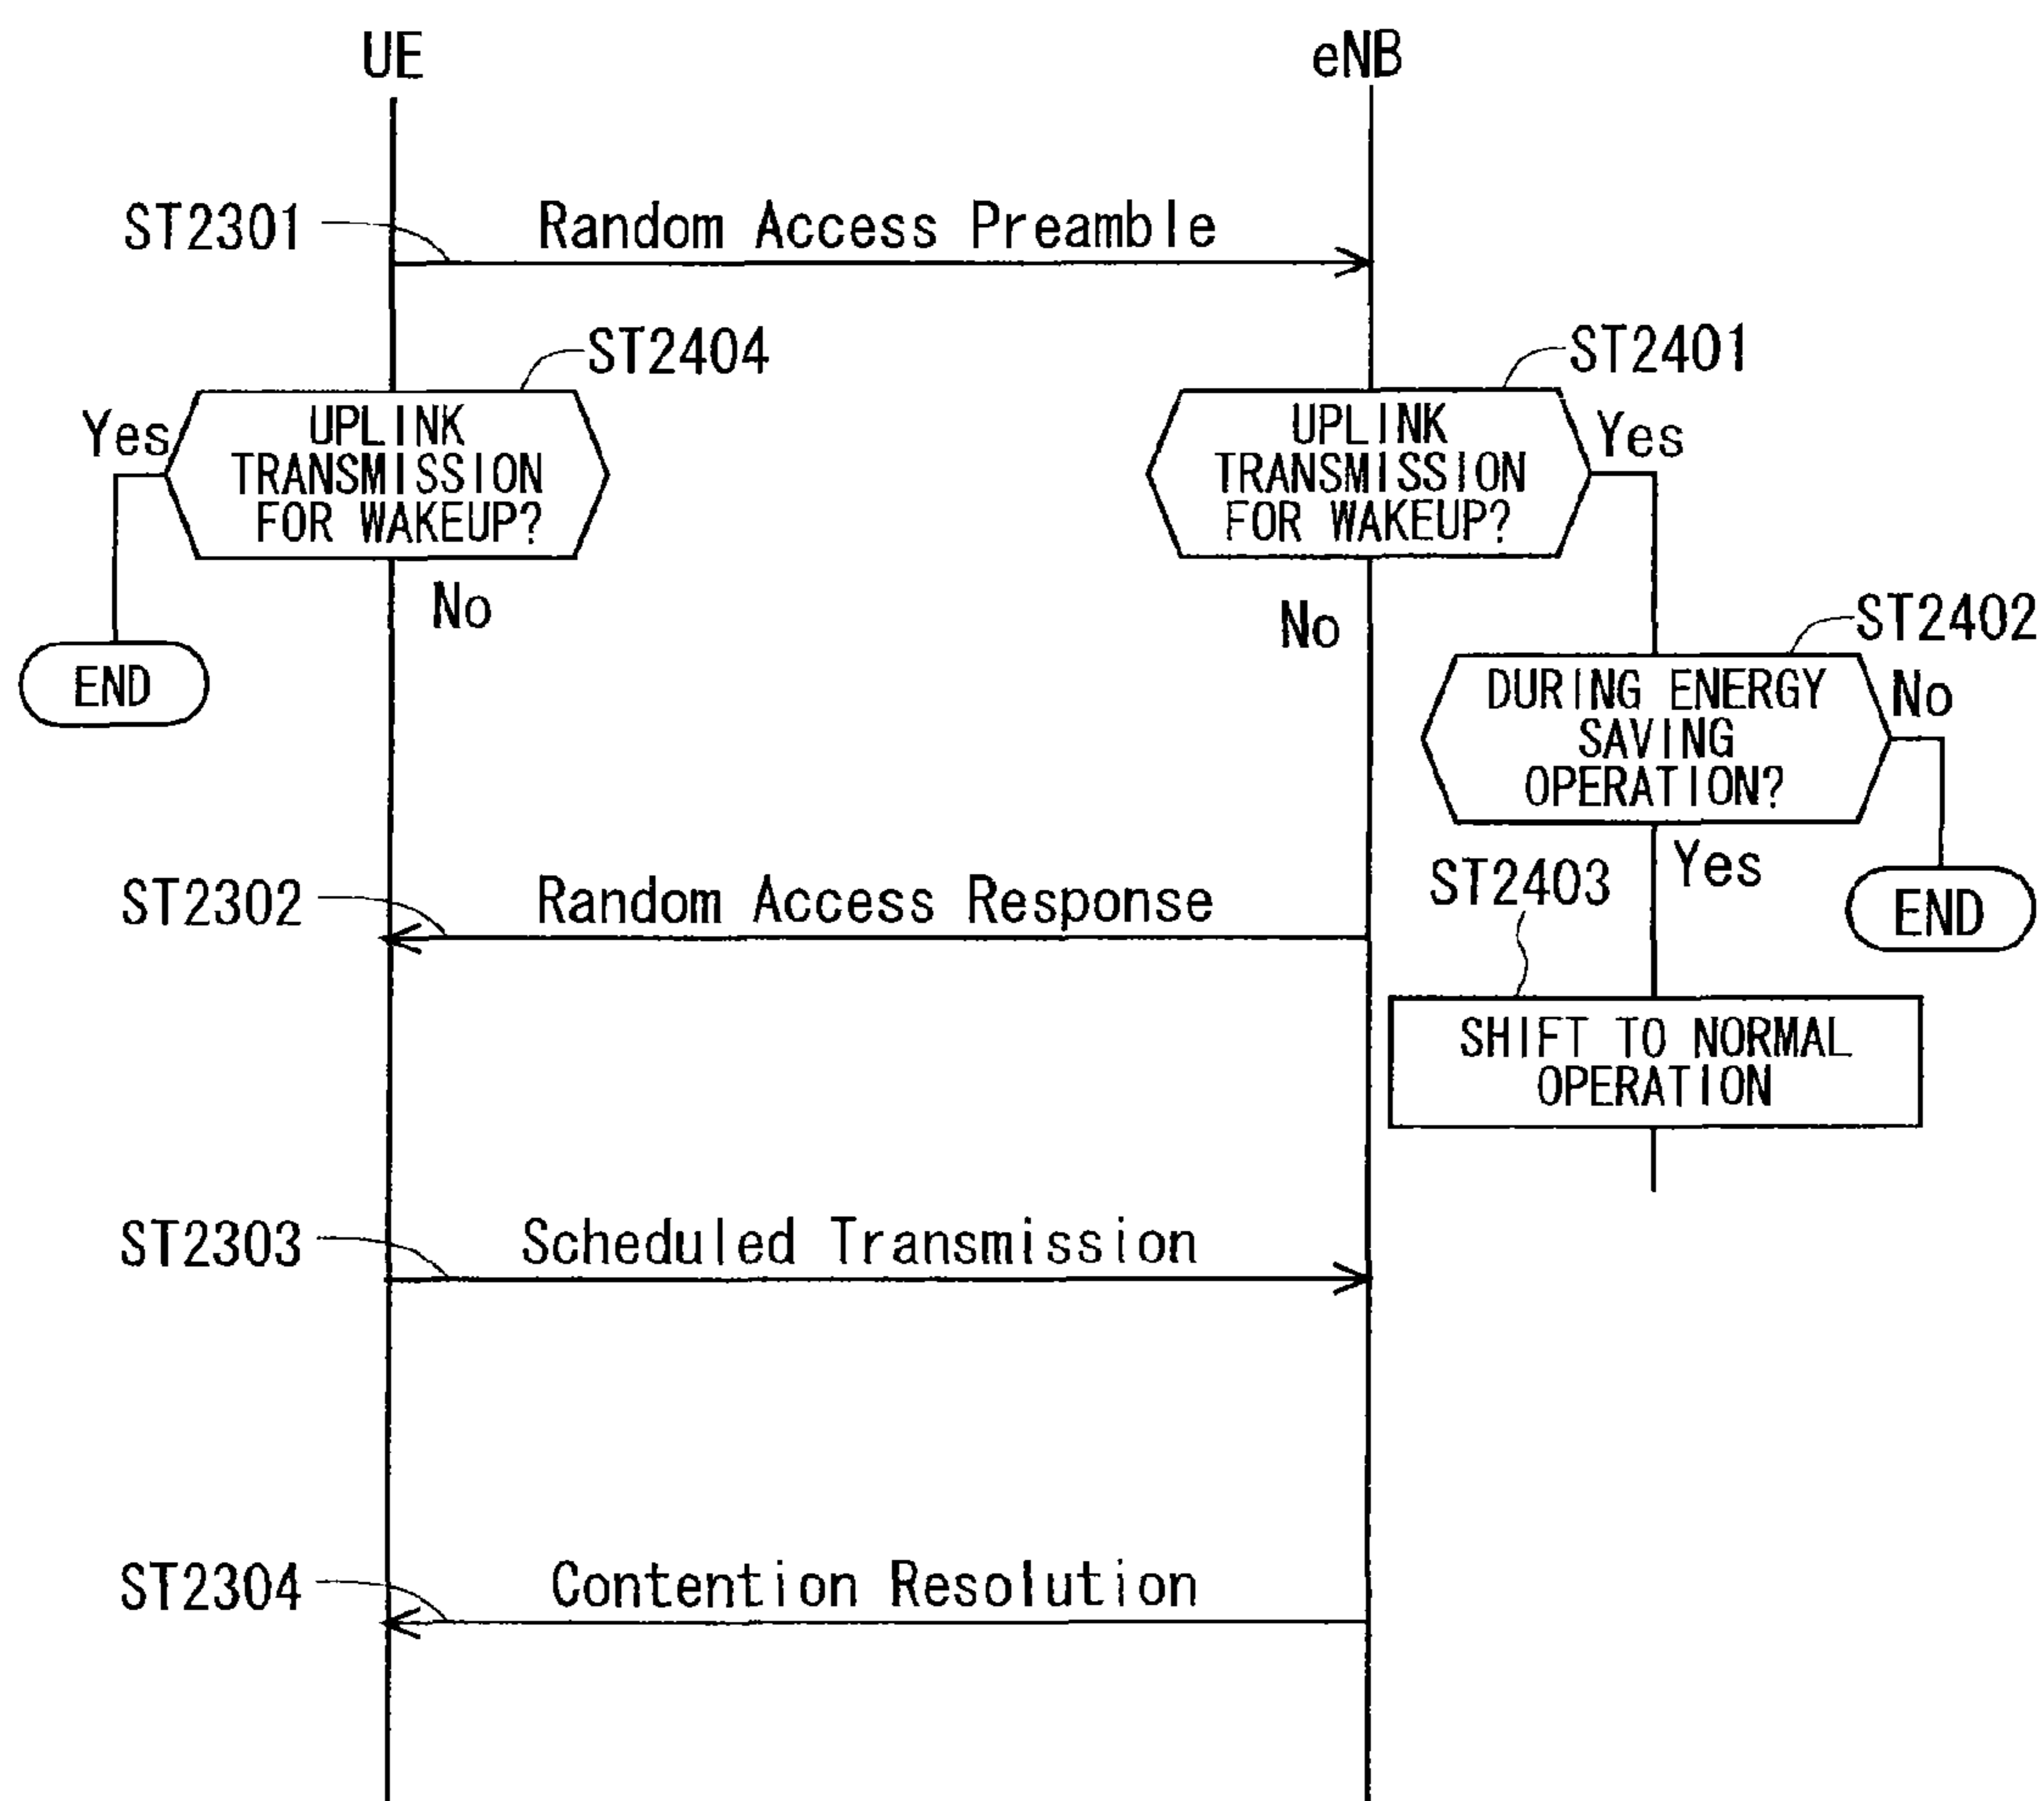 UE
eNB
ST2301
Random Access Preamble
ST2404
ST2401
Yes
UPLINK
TRANSMISSION
FOR WAKEUP?
UPLINK
TRANSMISSION
FOR WAKEUP?
Yes
No
No
ST2402
END
DURING ENERGY
SAVING
OPERATION?
No
ST2403
Yes
ST2302
Random Access Response
END
SHIFT TO NORMAL
OPERATION
ST2303
Scheduled Transmission
ST2304
Contention Resolution